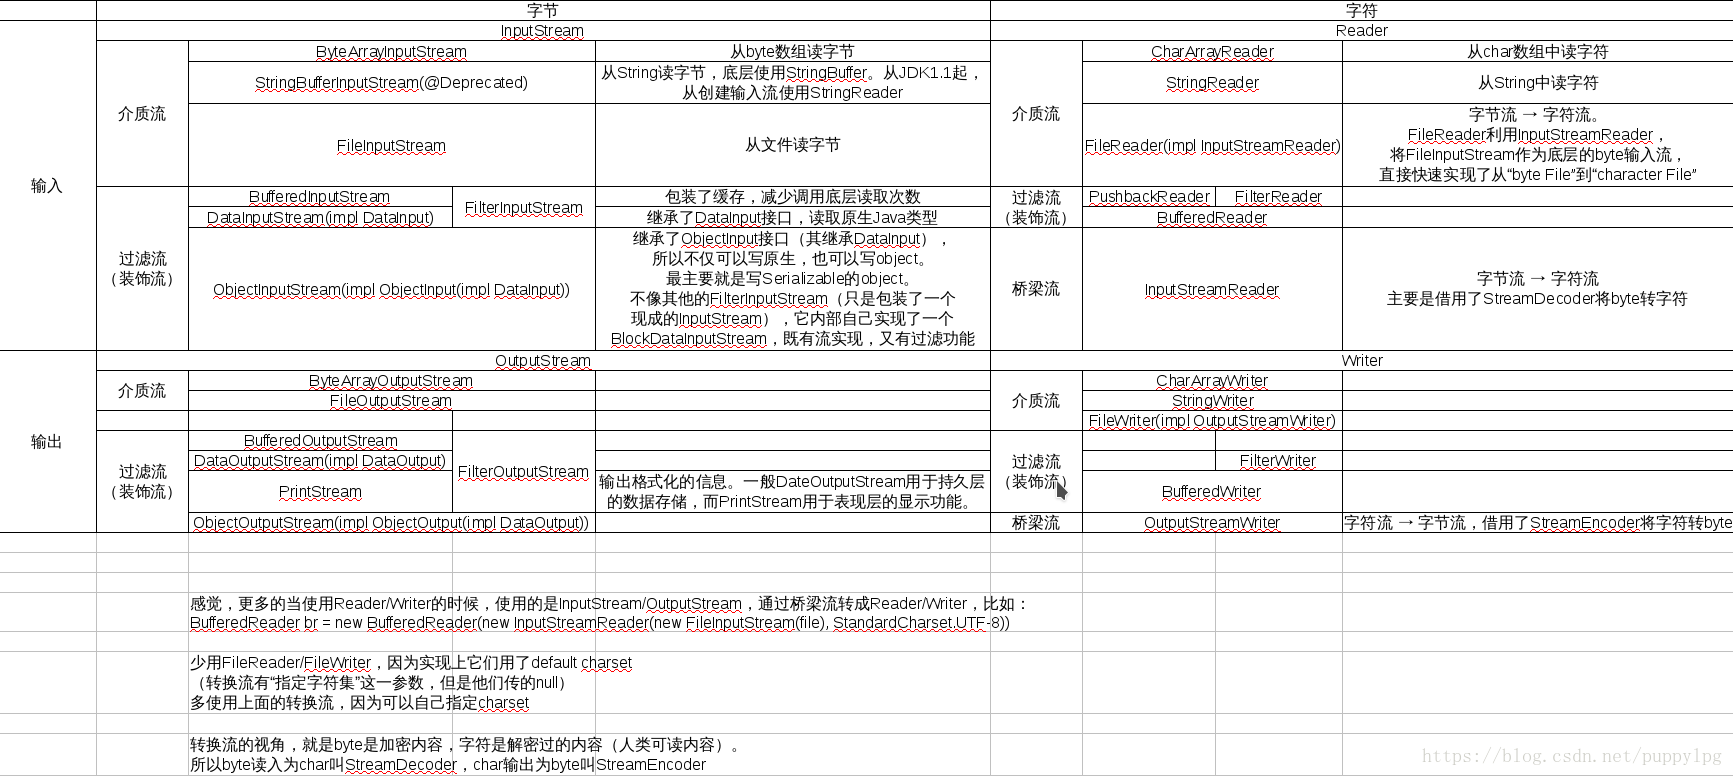 字节
字符
InputStream
Reader
输入
介质流
ByteArrayInputStream
从byte数组读字节
StringBufferInputStream(@Deprecated)
从String读字节，底层使用StringBuffer。从JDK1.1起，
从创建输入流使用StringReader
FileInputStream
从文件读字节
介质流
CharArrayReader
从char数组中读字符
StringReader
从String中读字符
FileReader(impl InputStreamReader)
字节流 → 字符流。
FileReader利用InputStreamReader，
将FileInputStream作为底层的byte输入流，
直接快速实现了从“byte File”到“character File”
过滤流
（装饰流）
BufferedInputStream
FilterInputStream
包装了缓存，减少调用底层读取次数
DataInputStream(impl DataInput)
继承了DataInput接口，读取原生Java类型
ObjectInputStream(impl ObjectInput(impl DataInput))
继承了ObjectInput接口（其继承DataInput），
所以不仅可以写原生，也可以写object。
最主要就是写Serializable的object。
不像其他的FilterInputStream（只是包装了一个
现成的InputStream），它内部自己实现了一个
BlockDataInputStream，既有流实现，又有过滤功能
过滤流
（装饰流）
PushbackReader
FilterReader
BufferedReader
桥梁流
InputStreamReader
字节流 → 字符流
主要是借用了StreamDecoder将byte转字符
OutputStream
Writer
输出
介质流
ByteArrayOutputStream
FileOutputStream
介质流
CharArrayWriter
StringWriter
FileWriter(impl OutputStreamWriter)
过滤流
（装饰流）
BufferedOutputStream
FilterOutputStream
DataOutputStream(impl DataOutput)
PrintStream
输出格式化的信息。一般DateOutputStream用于持久层
的数据存储，而PrintStream用于表现层的显示功能。
ObjectOutputStream(impl ObjectOutput(impl DataOutput))
过滤流
（装饰流）
FilterWriter
BufferedWriter
桥梁流
OutputStreamWriter
字符流 → 字节流，借用了StreamEncoder将字符转byte
感觉，更多的当使用Reader/Writer的时候，使用的是InputStream/OutputStream，通过桥梁流转成Reader/Writer，比如：
BufferedReader br = new BufferedReader(new InputStreamReader(new FileInputStream(file), StandardCharset.UTF-8))
少用FileReader/FileWriter，因为实现上它们用了default charset
（转换流有“指定字符集”这一参数，但是他们传的null）
多使用上面的转换流，因为可以自己指定charset
转换流的视角，就是byte是加密内容，字符是解密过的内容（人类可读内容）。
所以byte读入为char叫StreamDecoder，char输出为byte叫StreamEncoder
https://blog.csdn.net/puppylpg